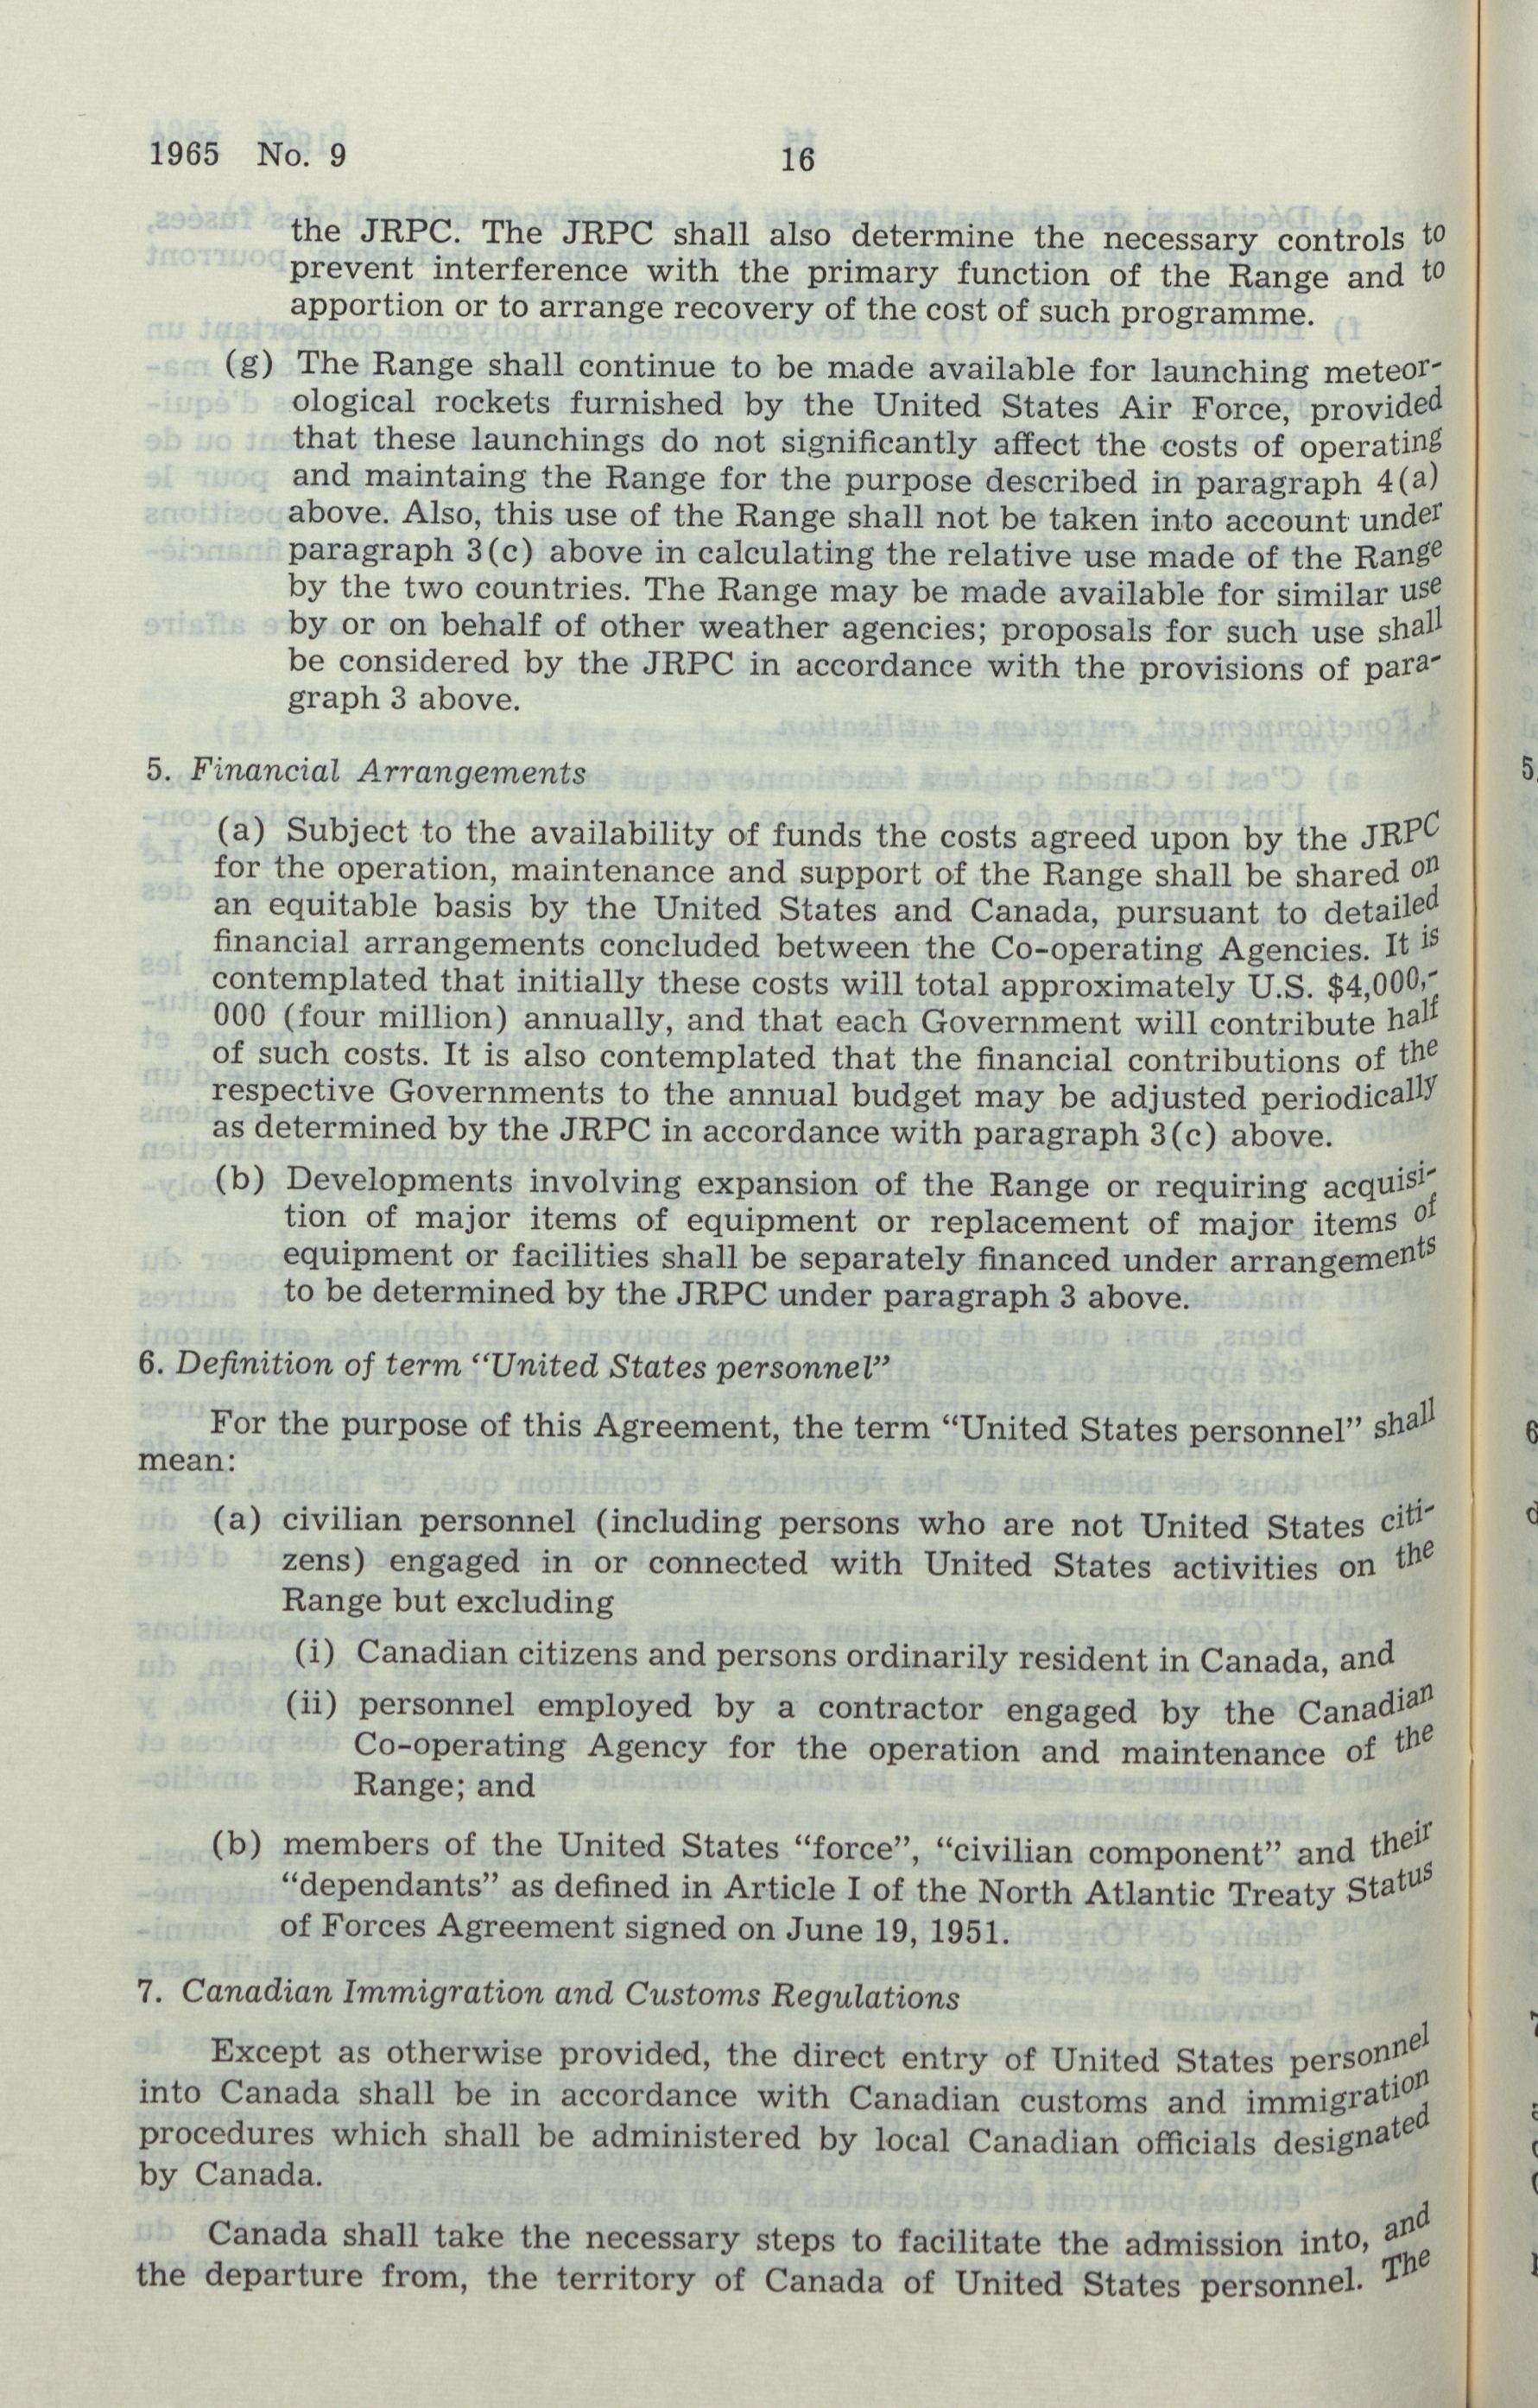 1965 No. 9
16
the JRPC. The JRPC shall also determine the necessary controls to
prevent interference with the primary function of the Range and to
apportion or to arrange recovery of the cost of such programme.
(g) The Range shall continue to be made available for launching meteor-
ological rockets furnished by the United States Air Force, provided
that these launchings do not significantly affect the costs of operating
and maintaing the Range for the purpose described in paragraph 4(a)
above. Also, this use of the Range shall not be taken into account under
paragraph 3(c) above in calculating the relative use made of the Range
by the two countries. The Range may be made available for similar use
by or on behalf of other weather agencies; proposals for such use shall
be considered by the JRPC in accordance with the provisions of para-
graph 3 above.
5. Financial Arrangements
(a) Subject to the availability of funds the costs agreed upon by the JRPC
for the operation, maintenance and support of the Range shall be shared on
an equitable basis by the United States and Canada, pursuant to detailed
financial arrangements concluded between the Co-operating Agencies. It is
contemplated that initially these costs will total approximately U.S. $4,000,-
000 (four million) annually, and that each Government will contribute half
of such costs. It is also contemplated that the financial contributions of the
respective Governments to the annual budget may be adjusted periodically
as determined by the JRPC in accordance with paragraph 3(c) above.
(b) Developments involving expansion of the Range or requiring acquisi-
tion of major items of equipment or replacement of major items of
equipment or facilities shall be separately financed under arrangements
to be determined by the JRPC under paragraph 3 above.
6. Definition of term “United States personnel”
For the purpose of this Agreement, the term “United States personnel” shall
mean:
(a) civilian personnel (including persons who are not United States citi-
zens) engaged in or connected with United States activities on the
Range but excluding
(i) Canadian citizens and persons ordinarily resident in Canada, and
(ii) personnel employed by a contractor engaged by the Canadian
Co-operating Agency for the operation and maintenance of the
Range; and
(b) members of the United States “force”, “civilian component” and their
“dependants” as defined in Article I of the North Atlantic Treaty Status
of Forces Agreement signed on June 19, 1951.
7. Canadian Immigration and Customs Regulations
Except as otherwise provided, the direct entry of United States personnel
into Canada shall be in accordance with Canadian customs and immigration
procedures which shall be administered by local Canadian officials designated
by Canada.
Canada shall take the necessary steps to facilitate the admission into, and
the departure from, the territory of Canada of United States personnel. The